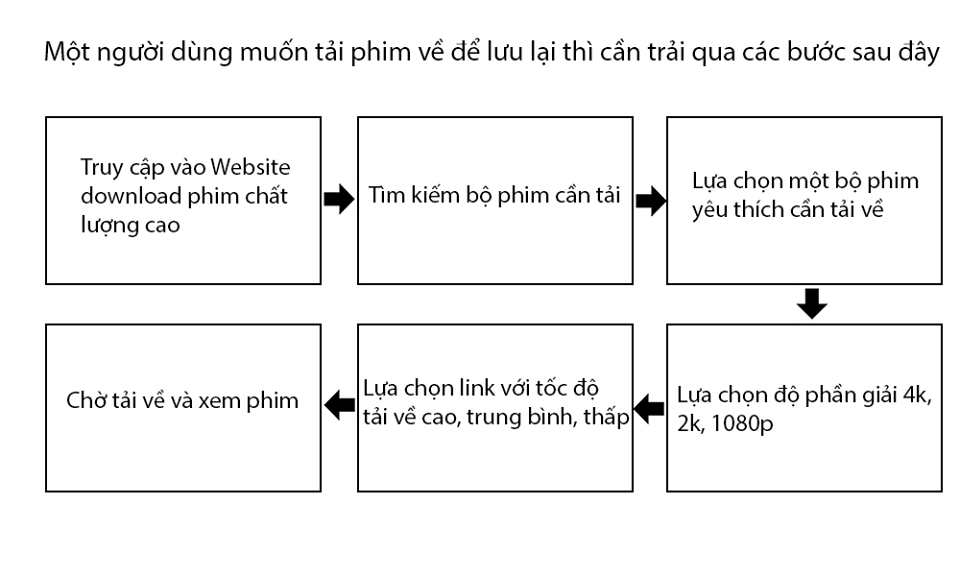 Một người dùng muốn tải phim về để lưu lại thì cần trải qua các bước sau đây
Truy cập vào Website
download phim chất
lượng cao
Tìm kiếm bộ phim cần tải
Lựa chọn một bộ phim
yêu thích cần tải về
Lựa chọn độ phần giải 4k,
2k, 1080p
Lựa chọn link với tốc độ
tải về cao, trung bình, thấp
Chờ tải về và xem phim